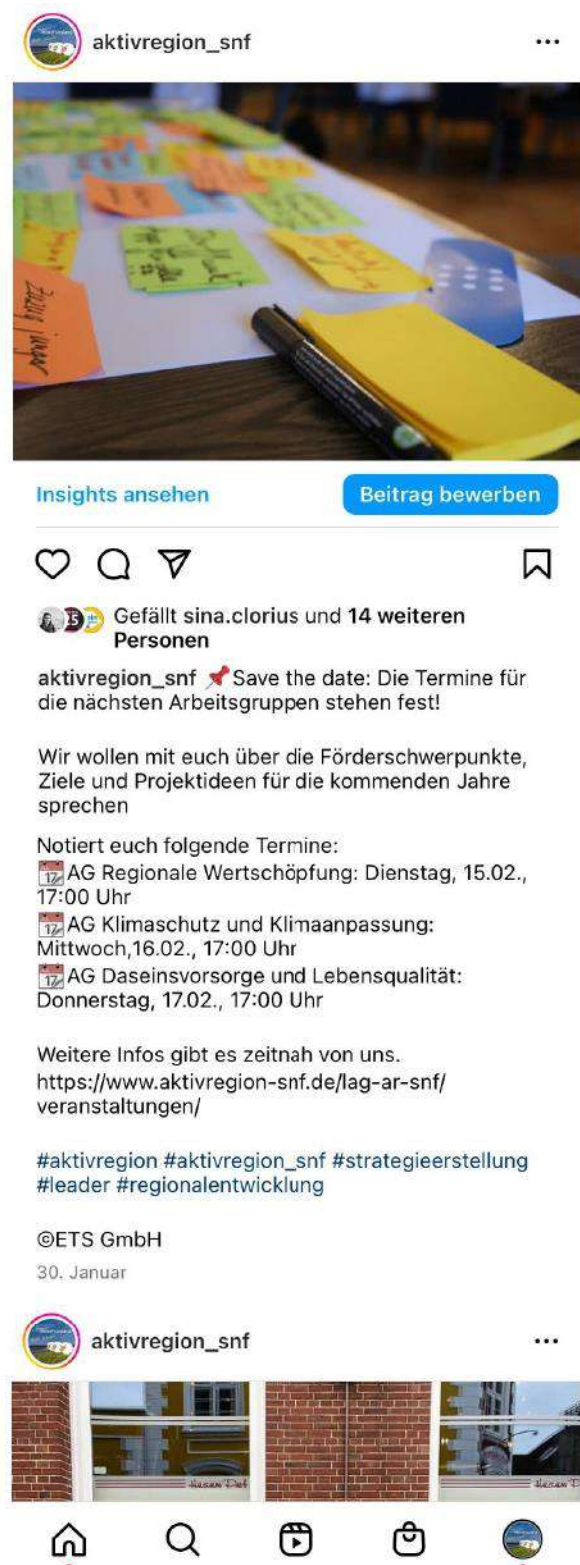 aktivregion_snf
Insights ansehen
Beitrag bewerben
Gefällt sina.clorius und 14 weiteren
Personen
aktivregion_snf 📌Save the date: Die Termine für
die nächsten Arbeitsgruppen stehen fest!
Wir wollen mit euch über die Förderschwerpunkte,
Ziele und Projektideen für die kommenden Jahre
sprechen
Notiert euch folgende Termine:
📅AG Regionale Wertschöpfung: Dienstag, 15.02.,
17:00 Uhr
📅AG Klimaschutz und Klimaanpassung:
Mittwoch,16.02., 17:00 Uhr
📅AG Daseinsvorsorge und Lebensqualität:
Donnerstag, 17.02., 17:00 Uhr
Weitere Infos gibt es zeitnah von uns.
https://www.aktivregion-snf.de/lag-ar-snf/
veranstaltungen/
#aktivregion #aktivregion_snf #strategieerstellung
#leader #regionalentwicklung
©ETS GmbH
30. Januar
aktivregion_snf